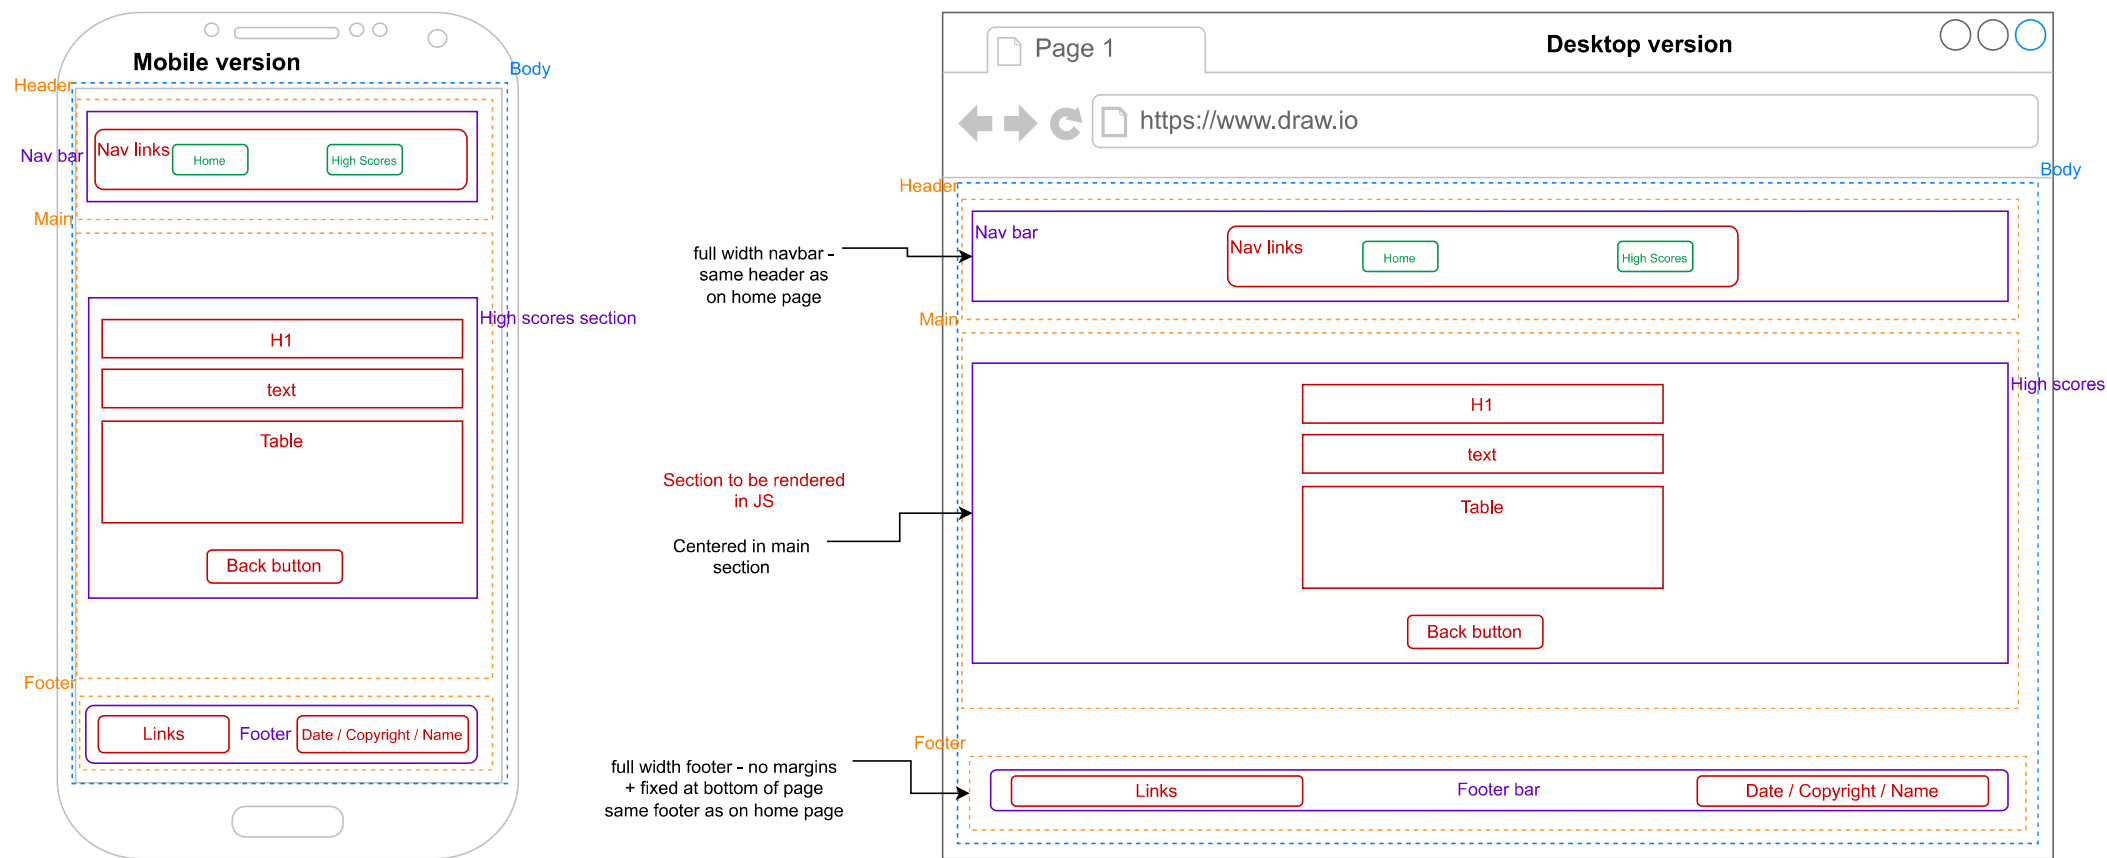 Mobile version
Body
Header
Nav bar
Nav links
Home
High Scores
Main
High scores section
H1
text
Table
Back button
Footer
Links
Footer
Date / Copyright / Name
full width navbar -
same header as
on home page
Section to be rendered
in JS
Centered in main
section
full width footer - no margins
+ fixed at bottom of page
same footer as on home page
Page 1
Desktop version
https://www.draw.io
Body
Header
Nav bar
Nav links
Home
High Scores
Main
High scores
H1
text
Table
Back button
Footer
Links
Footer bar
Date / Copyright / Name